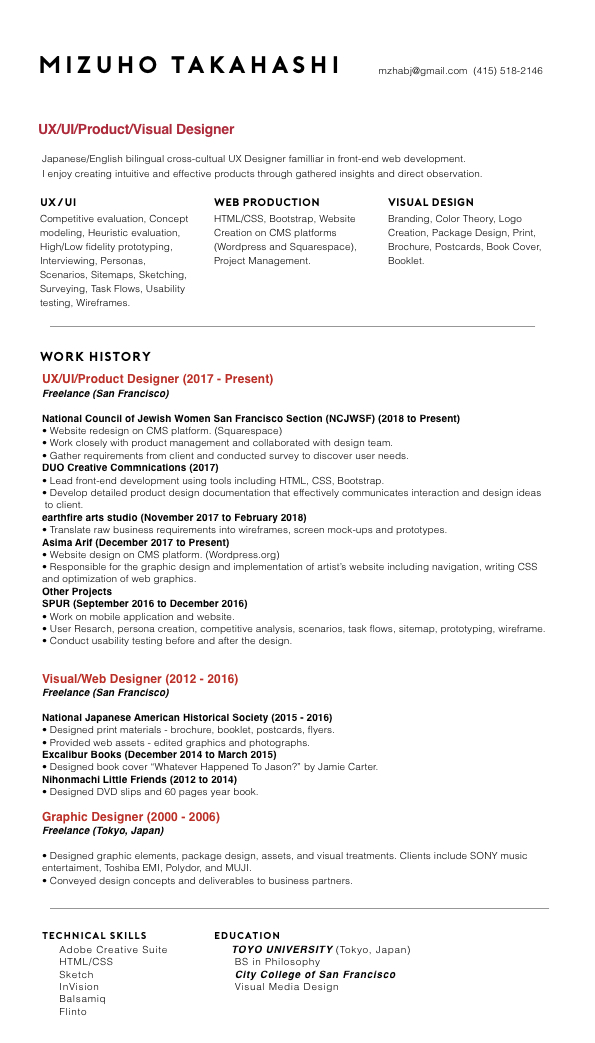 MIZUHO TAKAHASHI
mzhabj@gmail.com (415) 518-2146
UX/UI/Product/Visual Designer
Japanese/English bilingual cross-cultual UX Designer familliar in front-end web development.
I enjoy creating intuitive and effective products through gathered insights and direct observation.
UX/UI
Competitive evaluation, Concept
modeling, Heuristic evaluation,
High/Low fidelity prototyping,
Interviewing, Personas,
Scenarios, Sitemaps, Sketching,
Surveying, Task Flows, Usability
testing, Wireframes.
WEB PRODUCTION
HTML/CSS, Bootstrap, Website
Creation on CMS platforms
(Wordpress and Squarespace),
Project Management.
VISUAL DESIGN
Branding, Color Theory, Logo
Creation, Package Design, Print,
Brochure, Postcards, Book Cover,
Booklet.
WORK HISTORY
UX/UI/Product Designer (2017 - Present)
Freelance (San Francisco)
National Council of Jewish Women San Francisco Section (NCJWSF) (2018 to Present)
• Website redesign on CMS platform. (Squarespace)
• Work closely with product management and collaborated with design team.
• Gather requirements from client and conducted survey to discover user needs.
DUO Creative Commnications (2017)
• Lead front-end development using tools including HTML, CSS, Bootstrap.
• Develop detailed product design documentation that effectively communicates interaction and design ideas
to client.
earthfire arts studio (November 2017 to February 2018)
• Translate raw business requirements into wireframes, screen mock-ups and prototypes.
Asima Arif (December 2017 to Present)
• Website design on CMS platform. (Wordpress.org)
• Responsible for the graphic design and implementation of artist's website including navigation, writing CSS
and optimization of web graphics.
Other Projects
SPUR (September 2016 to December 2016)
• Work on mobile application and website.
• User Resarch, persona creation, competitive analysis, scenarios, task flows, sitemap, prototyping, wireframe.
• Conduct usability testing before and after the design.
Visual/Web Designer (2012 - 2016)
Freelance (San Francisco)
National Japanese American Historical Society (2015 - 2016)
• Designed print materials - brochure, booklet, postcards, flyers.
• Provided web assets - edited graphics and photographs.
Excalibur Books (December 2014 to March 2015)
• Designed book cover “Whatever Happened To Jason?” by Jamie Carter.
Nihonmachi Little Friends (2012 to 2014)
• Designed DVD slips and 60 pages year book.
Graphic Designer (2000 - 2006)
Freelance (Tokyo, Japan)
• Designed graphic elements, package design, assets, and visual treatments. Clients include SONY music
entertaiment, Toshiba EMI, Polydor, and MUJI.
• Conveyed design concepts and deliverables to business partners.
TECHNICAL SKILLS
Adobe Creative Suite
HTML/CSS
Sketch
InVision
Balsamiq
Flinto
EDUCATION
TOYO UNIVERSITY (Tokyo, Japan)
BS in Philosophy
City College of San Francisco
Visual Media Design